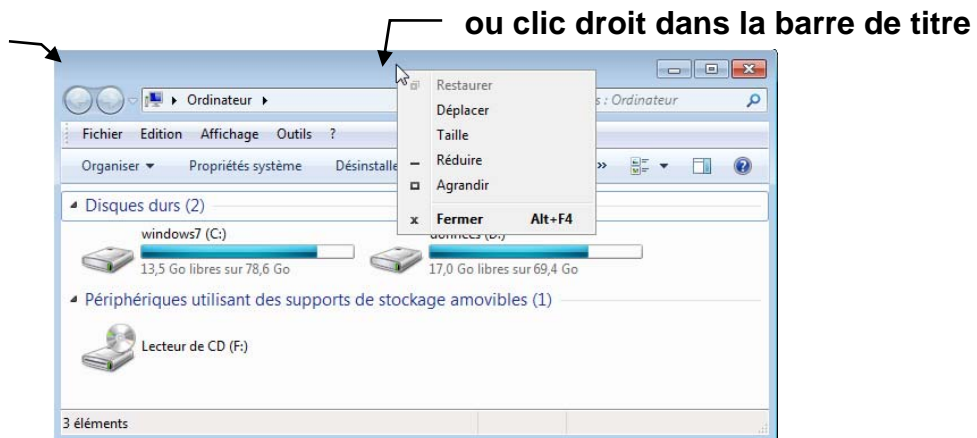 ou clic droit dans la barre de titre
Restaurer
Ordinateur
s : Ordinateur
Déplacer
Fichier Edition Affichage Outils ?
Taille
Organiser Propriétés système Désinstalle
Réduire
»
Agrandir
Disques durs (2)
x Fermer Alt+F4
windows7 (C:)
données (D:)
13,5 Go libres sur 78,6 Go
17,0 Go libres sur 69,4 Go
Périphériques utilisant des supports de stockage amovibles (1)
Lecteur de CD (F:)
3 éléments